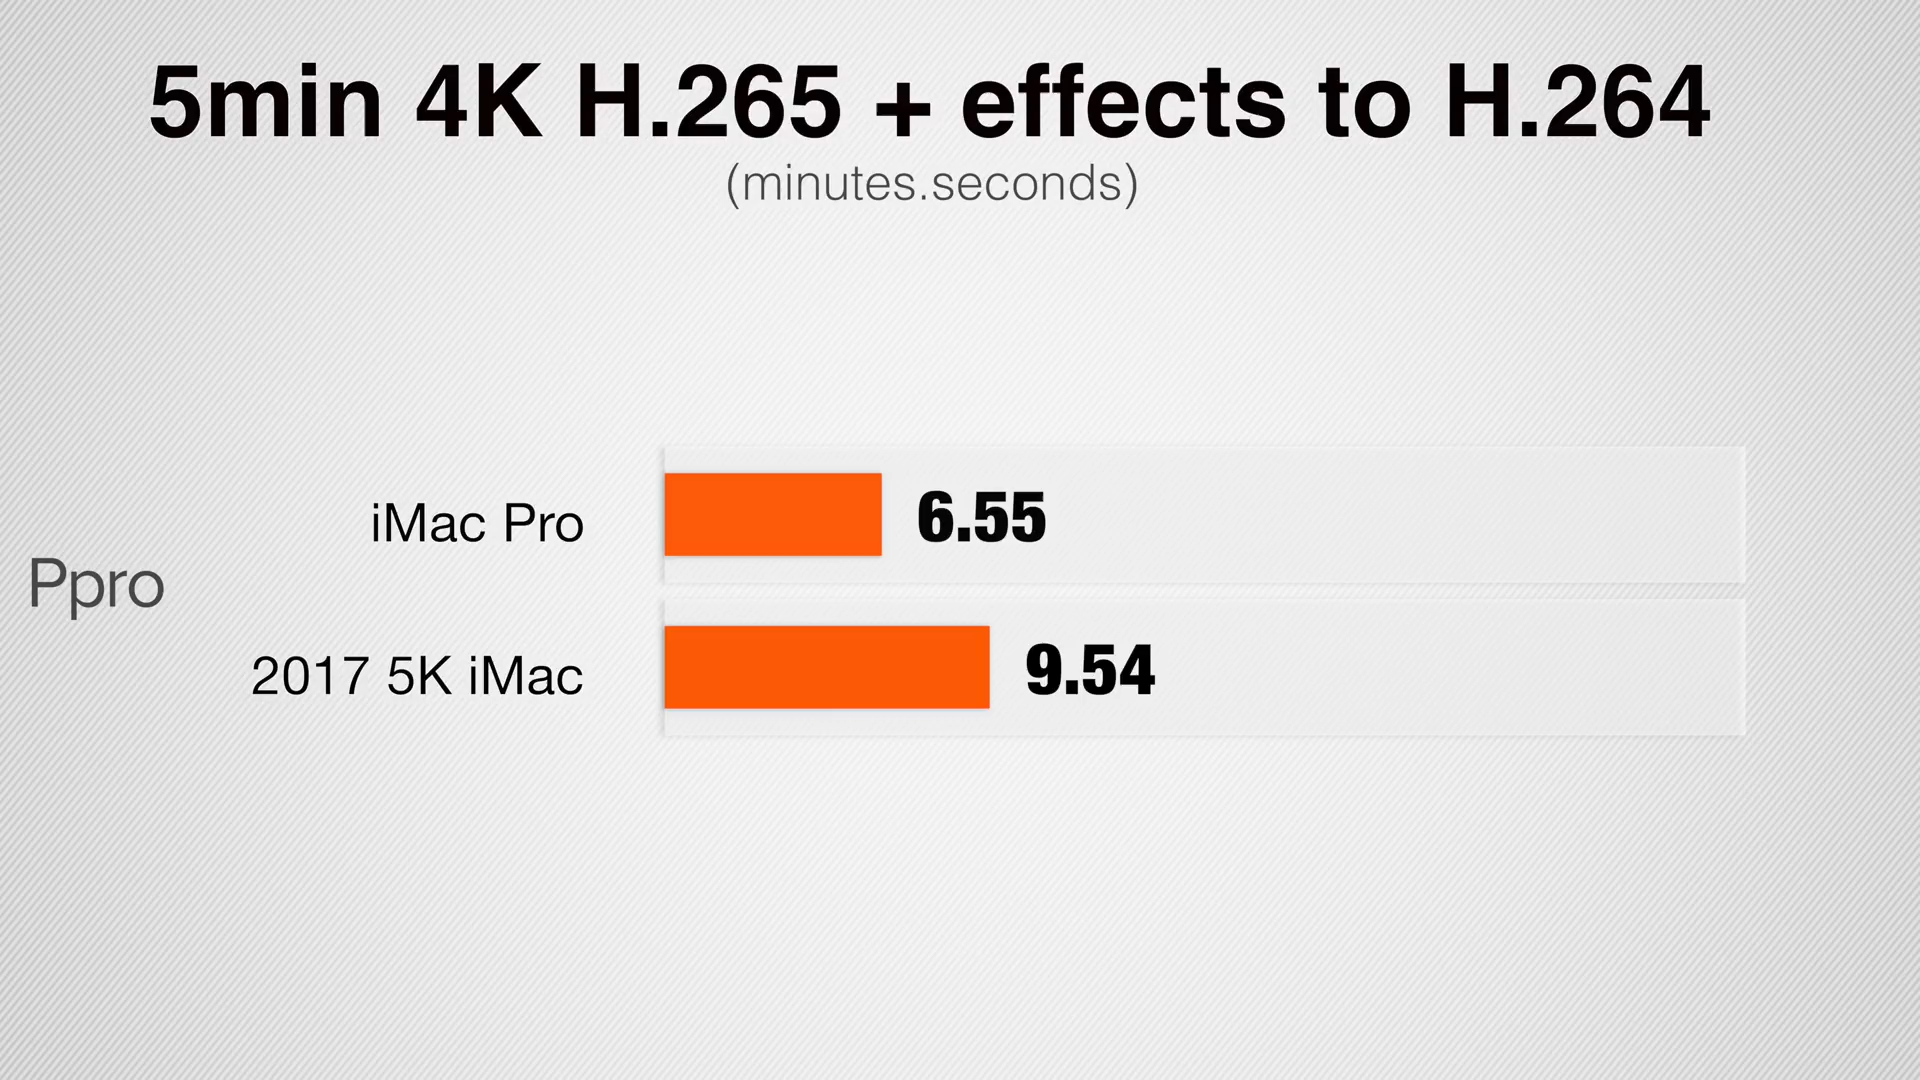 5min 4K H.265 + effects to H.264
(minutes.seconds)
Ppro
iMac Pro
6.55
2017 5K iMac
9.54